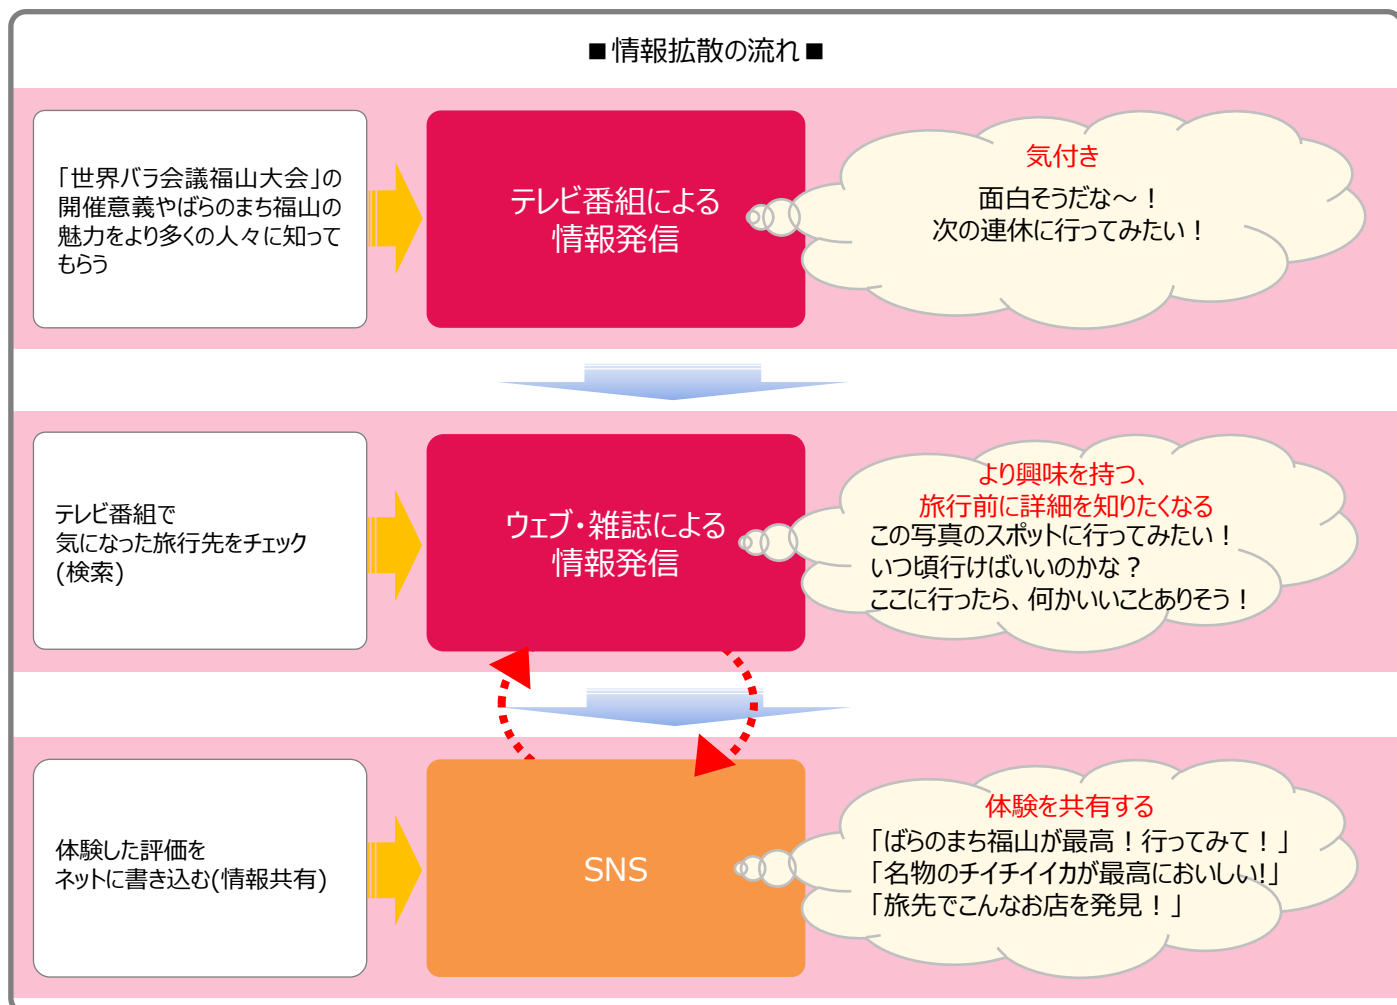 ■情報拡散の流れ■
「世界バラ会議福山大会」の
開催意義やばらのまち福山の
魅力をより多くの人々に知って
もらう
テレビ番組による
情報発信
気付き
面白そうだな~！
次の連休に行ってみたい！
テレビ番組で
気になった旅行先をチェック
(検索)
ウェブ・雑誌による
情報発信
より興味を持つ、
旅行前に詳細を知りたくなる
この写真のスポットに行ってみたい！
いつ頃行けばいいのかな？
ここに行ったら、何かいいことありそう！
体験した評価を
ネットに書き込む(情報共有)
SNS
体験を共有する
「ばらのまち福山が最高！行ってみて！」
「名物のチイチイイカが最高においしい!」
「旅先でこんなお店を発見！」